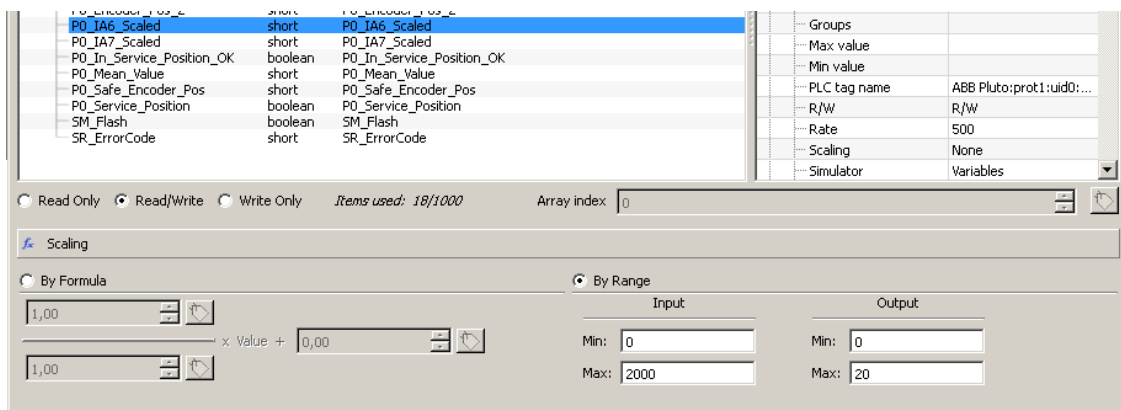 P0_IA6_Scaled short P0_IA6_Scaled
P0_IA7_Scaled short P0_IA7_Scaled
P0_In_Service_Position_OK boolean P0_In_Service_Position_OK
P0_Mean_Value short P0_Mean_Value
P0_Safe_Encoder_Pos short P0_Safe_Encoder_Pos
P0_Service_Position boolean P0_Service_Position
SM_Flash boolean SM_Flash
SR_ErrorCode short SR_ErrorCode
Groups
Max value
Min value
PLC tag name ABB Pluto:prot1:uid0:...
R/W R/W
Rate 500
Scaling None
Simulator Variables
Read Only Read/Write Write Only Items used: 18/1000 Array index 0
fx Scaling
By Formula
1,00
x Value + 0,00
1,00
By Range
Input Output
Min: 0 Min: 0
Max: 2000 Max: 20